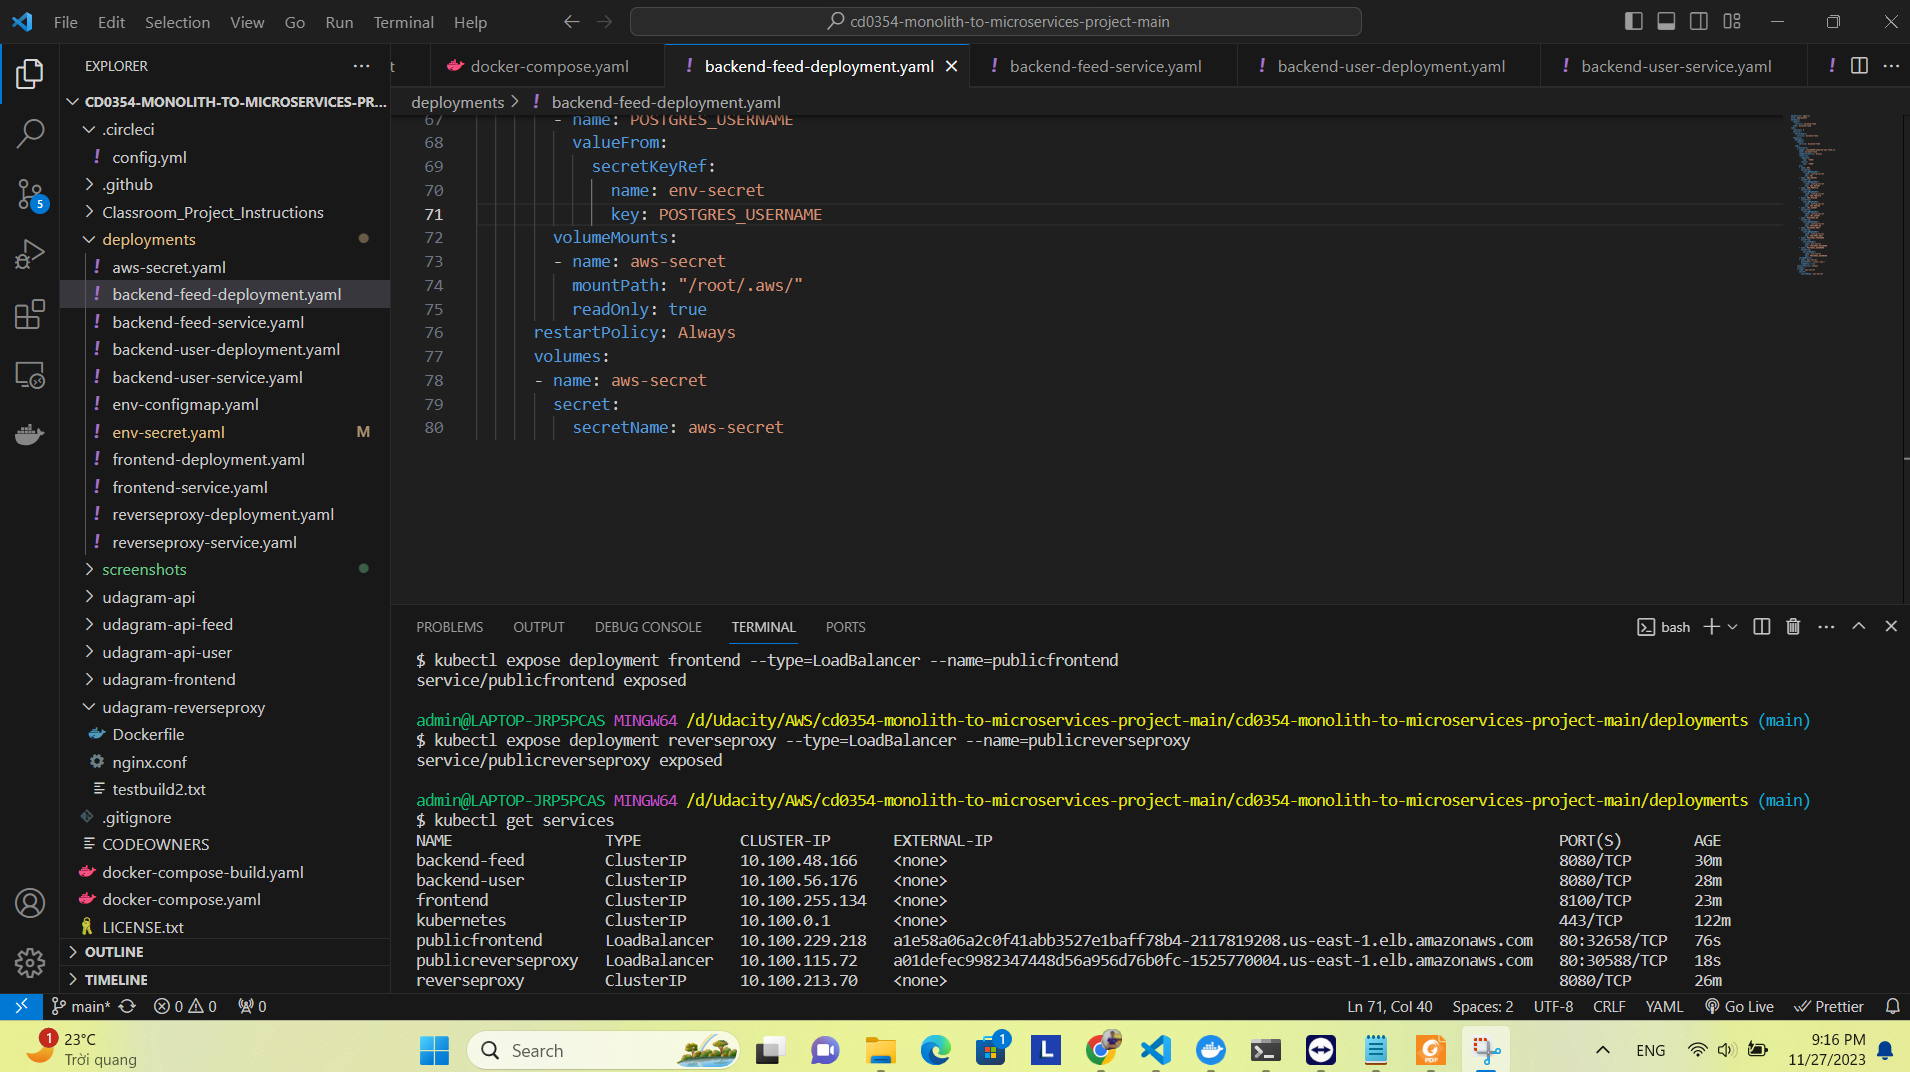 File Edit Selection View Go Run Terminal Help
cd0354-monolith-to-microservices-project-main
EXPLORER
CD0354-MONOLITH-TO-MICROSERVICES-PR...
.circleci
config.yml
.github
Classroom_Project_Instructions
deployments
aws-secret.yaml
backend-feed-deployment.yaml
backend-feed-service.yaml
backend-user-deployment.yaml
backend-user-service.yaml
env-configmap.yaml
env-secret.yaml M
frontend-deployment.yaml
frontend-service.yaml
reverseproxy-deployment.yaml
reverseproxy-service.yaml
screenshots
udagram-api
udagram-api-feed
udagram-api-user
udagram-frontend
udagram-reverseproxy
Dockerfile
nginx.conf
testbuild2.txt
.gitignore
CODEOWNERS
docker-compose-build.yaml
docker-compose.yaml
LICENSE.txt
OUTLINE
TIMELINE
5
t docker-compose.yaml ! backend-feed-deployment.yaml ! backend-feed-service.yaml ! backend-user-deployment.yaml ! backend-user-service.yaml !
deployments > ! backend-feed-deployment.yaml
67 - name: POSTGRES_USERNAME
68 valueFrom:
69 secretKeyRef:
70 name: env-secret
71 key: POSTGRES_USERNAME
72 volumeMounts:
73 - name: aws-secret
74 mountPath: "/root/.aws/"
75 readOnly: true
76 restartPolicy: Always
77 volumes:
78 - name: aws-secret
79 secret:
80 secretName: aws-secret
PROBLEMS OUTPUT DEBUG CONSOLE TERMINAL PORTS
bash
$ kubectl expose deployment frontend --type=LoadBalancer --name=publicfrontend
service/publicfrontend exposed
admin@LAPTOP-JRP5PCAS MINGW64 /d/Udacity/AWS/cd0354-monolith-to-microservices-project-main/cd0354-monolith-to-microservices-project-main/deployments (main)
$ kubectl expose deployment reverseproxy --type=LoadBalancer --name=publicreverseproxy
service/publicreverseproxy exposed
admin@LAPTOP-JRP5PCAS MINGW64 /d/Udacity/AWS/cd0354-monolith-to-microservices-project-main/cd0354-monolith-to-microservices-project-main/deployments (main)
$ kubectl get services
NAME TYPE CLUSTER-IP EXTERNAL-IP PORT(S) AGE
backend-feed ClusterIP 10.100.48.166 <none> 8080/TCP 30m
backend-user ClusterIP 10.100.56.176 <none> 8080/TCP 28m
frontend ClusterIP 10.100.255.134 <none> 8100/TCP 23m
kubernetes ClusterIP 10.100.0.1 <none> 443/TCP 122m
publicfrontend LoadBalancer 10.100.229.218 a1e58a06a2c0f41abb3527e1baff78b4-2117819208.us-east-1.elb.amazonaws.com 80:32658/TCP 76s
publicreverseproxy LoadBalancer 10.100.115.72 a01defec9982347448d56a956d76b0fc-1525770004.us-east-1.elb.amazonaws.com 80:30588/TCP 18s
reverseproxy ClusterIP 10.100.213.70 <none> 8080/TCP 26m
main* 0 0 0 Ln 71, Col 40 Spaces: 2 UTF-8 CRLF YAML Go Live Prettier
1 23°C
Trời quang
Search
1
L
PDF
ENG
9:16 PM
11/27/2023